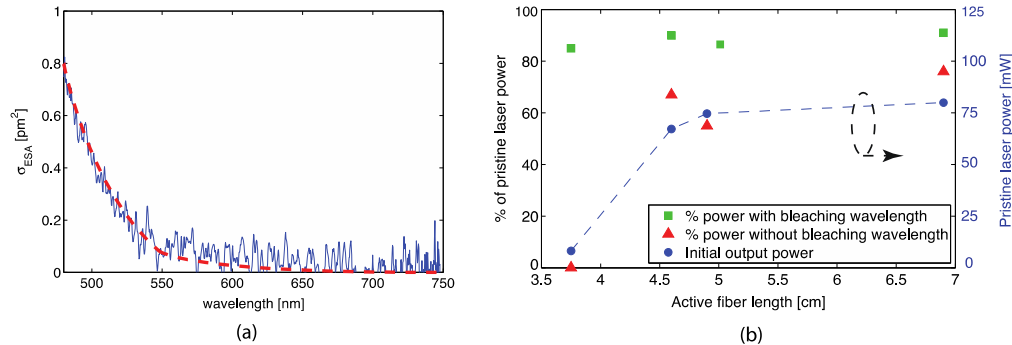 (a)
1
0.8
0.6
0.4
0.2
0
σESA [pm²]
500
550
600
650
700
750
wavelength [nm]
(b)
100
80
60
40
20
0
% of pristine laser power
125
100
75
50
25
0
Pristine laser power [mW]
% power with bleaching wavelength
% power without bleaching wavelength
Initial output power
3.5
4
4.5
5
5.5
6
6.5
7
Active fiber length [cm]
(a)
(b)